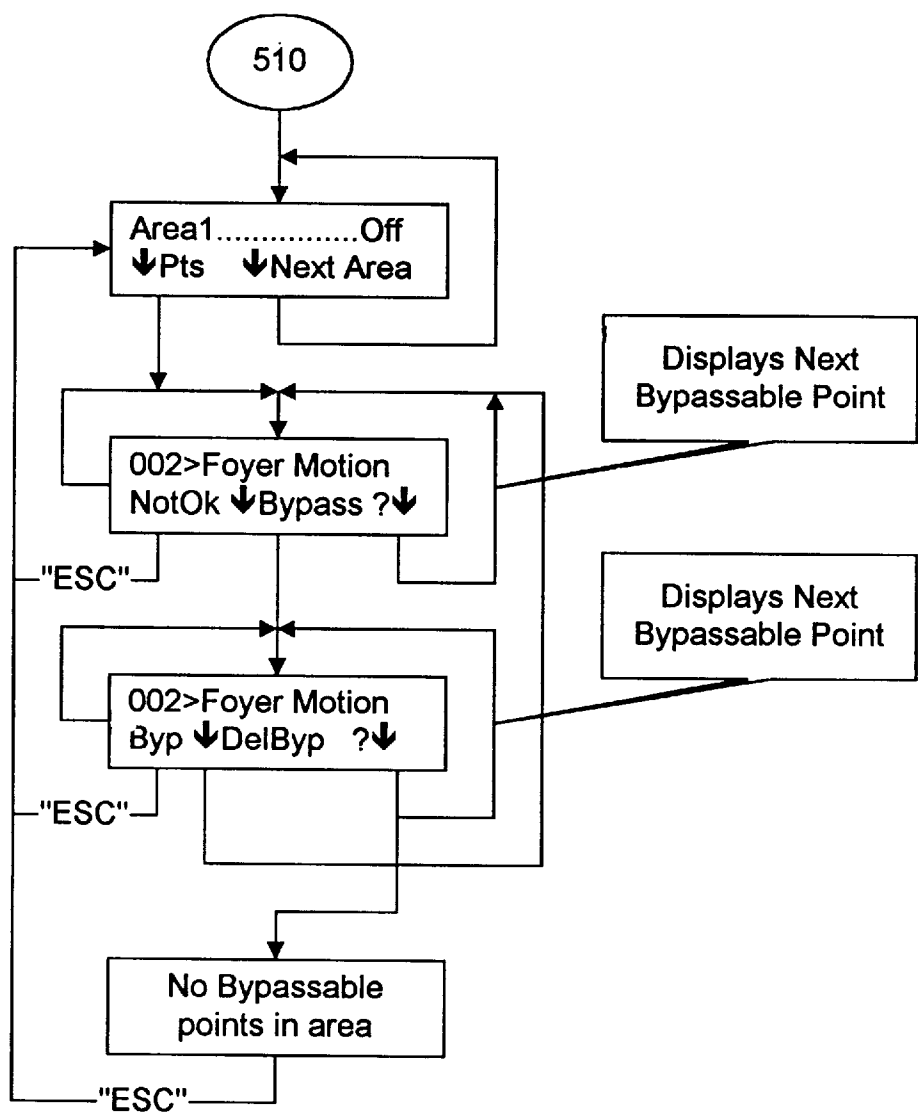 510
Area1................Off
🡫Pts 🡫Next Area
Displays Next
Bypassable Point
002>Foyer Motion
NotOk 🡫Bypass ?🡫
"ESC"
Displays Next
Bypassable Point
002>Foyer Motion
Byp 🡫DelByp ?🡫
"ESC"
No Bypassable
points in area
"ESC"